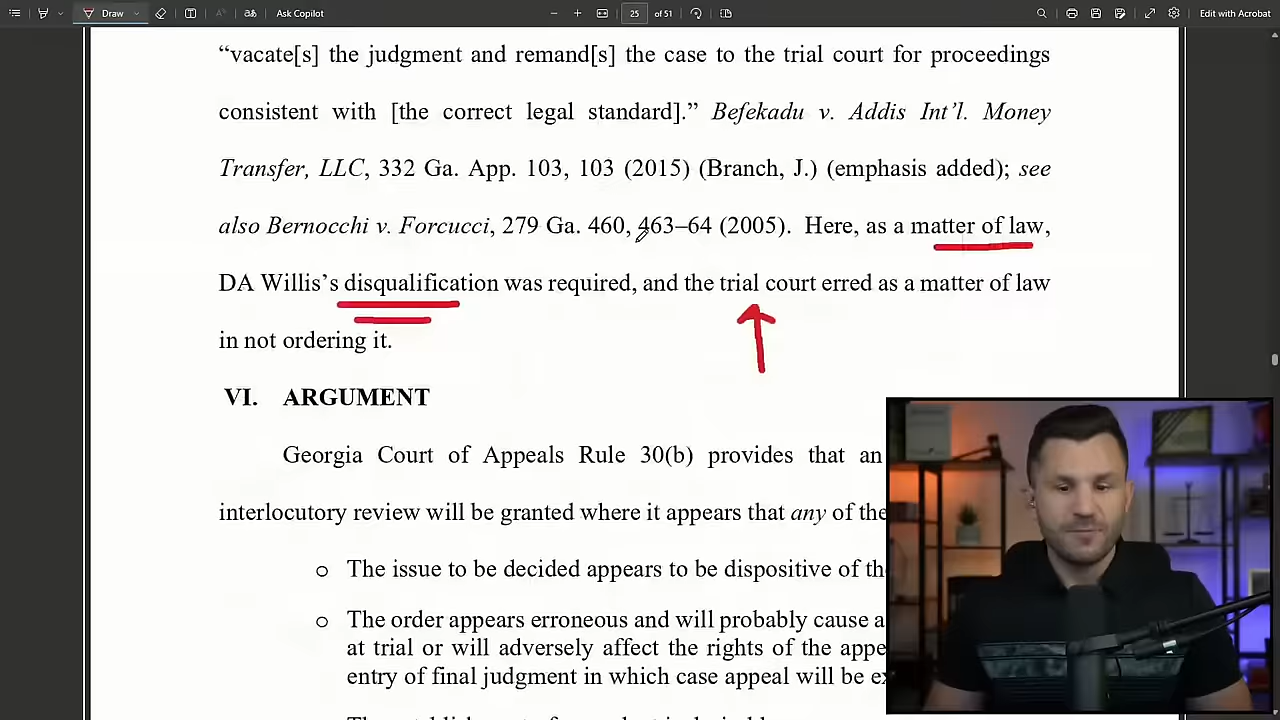 Draw
Ask Copilot
25 of 51
Edit with Acrobat
“vacate[s] the judgment and remand[s] the case to the trial court for proceedings
consistent with [the correct legal standard].” Befekadu v. Addis Int’l. Money
Transfer, LLC, 332 Ga. App. 103, 103 (2015) (Branch, J.) (emphasis added); see
also Bernocchi v. Forcucci, 279 Ga. 460, 463–64 (2005). Here, as a matter of law,
DA Willis’s disqualification was required, and the trial court erred as a matter of law
in not ordering it.
VI. ARGUMENT
Georgia Court of Appeals Rule 30(b) provides that an
interlocutory review will be granted where it appears that any of the
o The issue to be decided appears to be dispositive of
o The order appears erroneous and will probably cause a
at trial or will adversely affect the rights of the
entry of final judgment in which case appeal will be